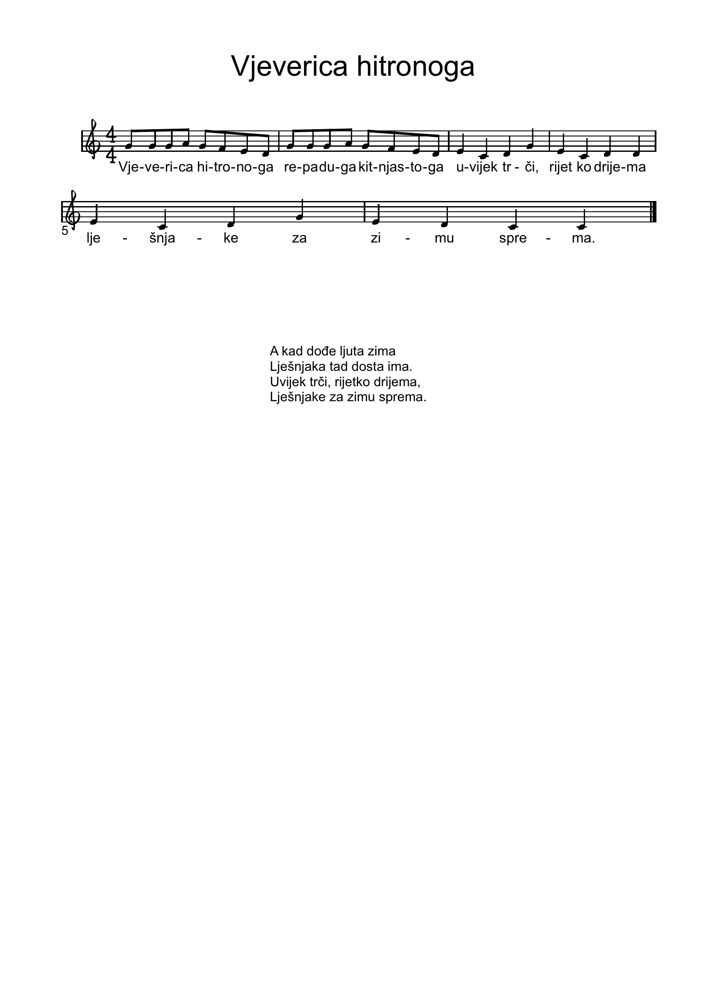 Vjeverica hitronoga
4
4
Vje-ve-ri-ca hi-tro-no-ga re-pa du-ga kit-njas-to-ga u-vijek tr - či, rijet ko drije-ma
5
lje - šnja - ke za zi - mu spre - ma.
A kad dođe ljuta zima
Lješnjaka tad dosta ima.
Uvijek trči, rijetko drijema,
Lješnjake za zimu sprema.